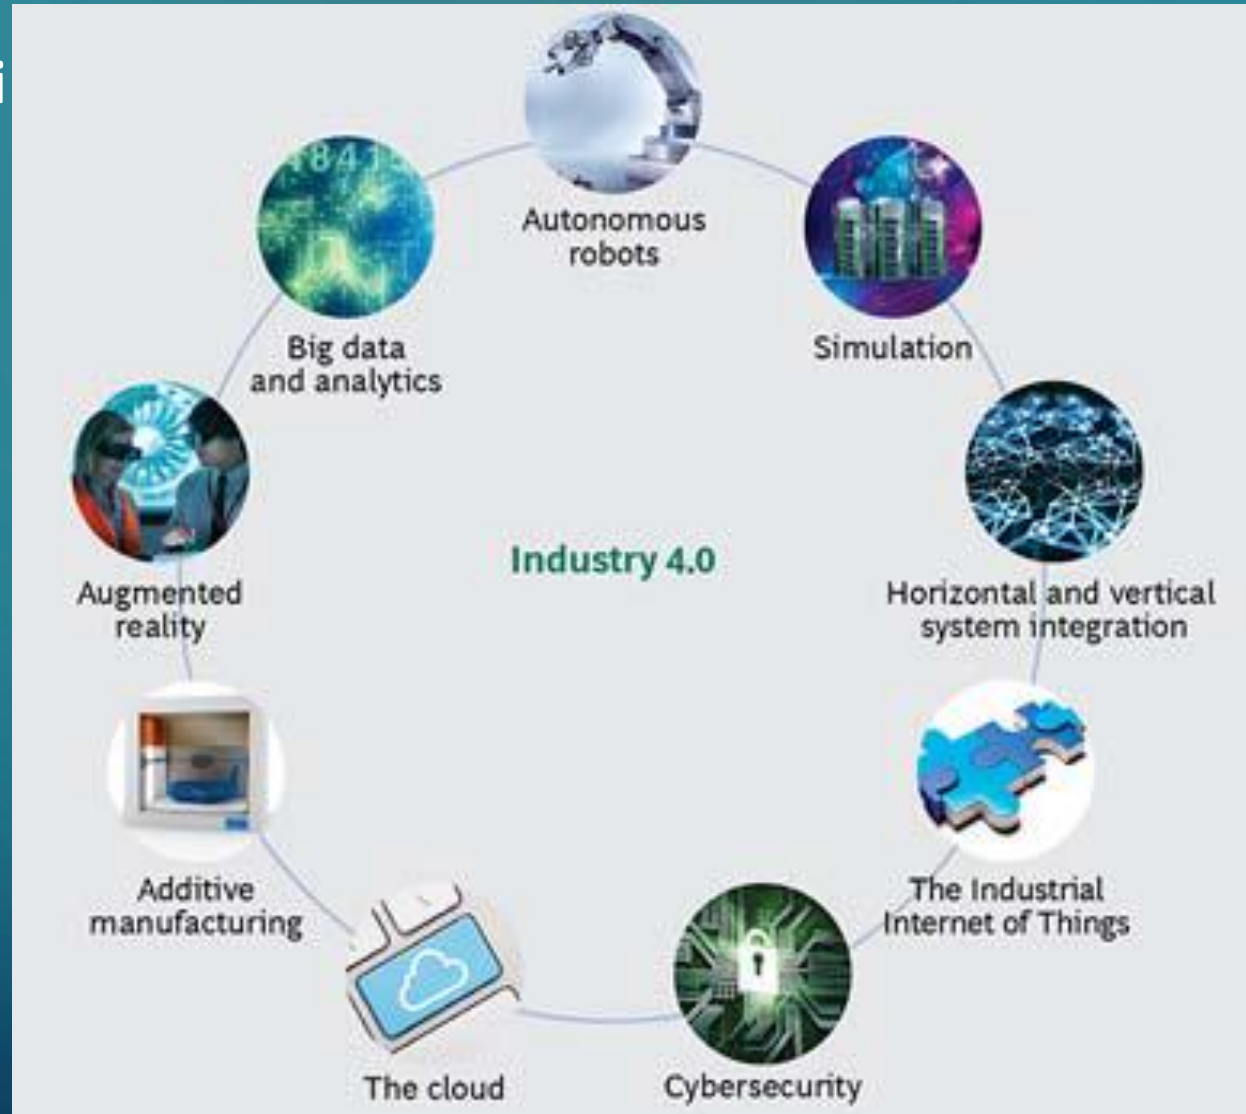 i
Autonomous
robots
Simulation
Horizontal and vertical
system integration
The Industrial
Internet of Things
Cybersecurity
The cloud
Additive
manufacturing
Augmented
reality
Big data
and analytics
Industry 4.0